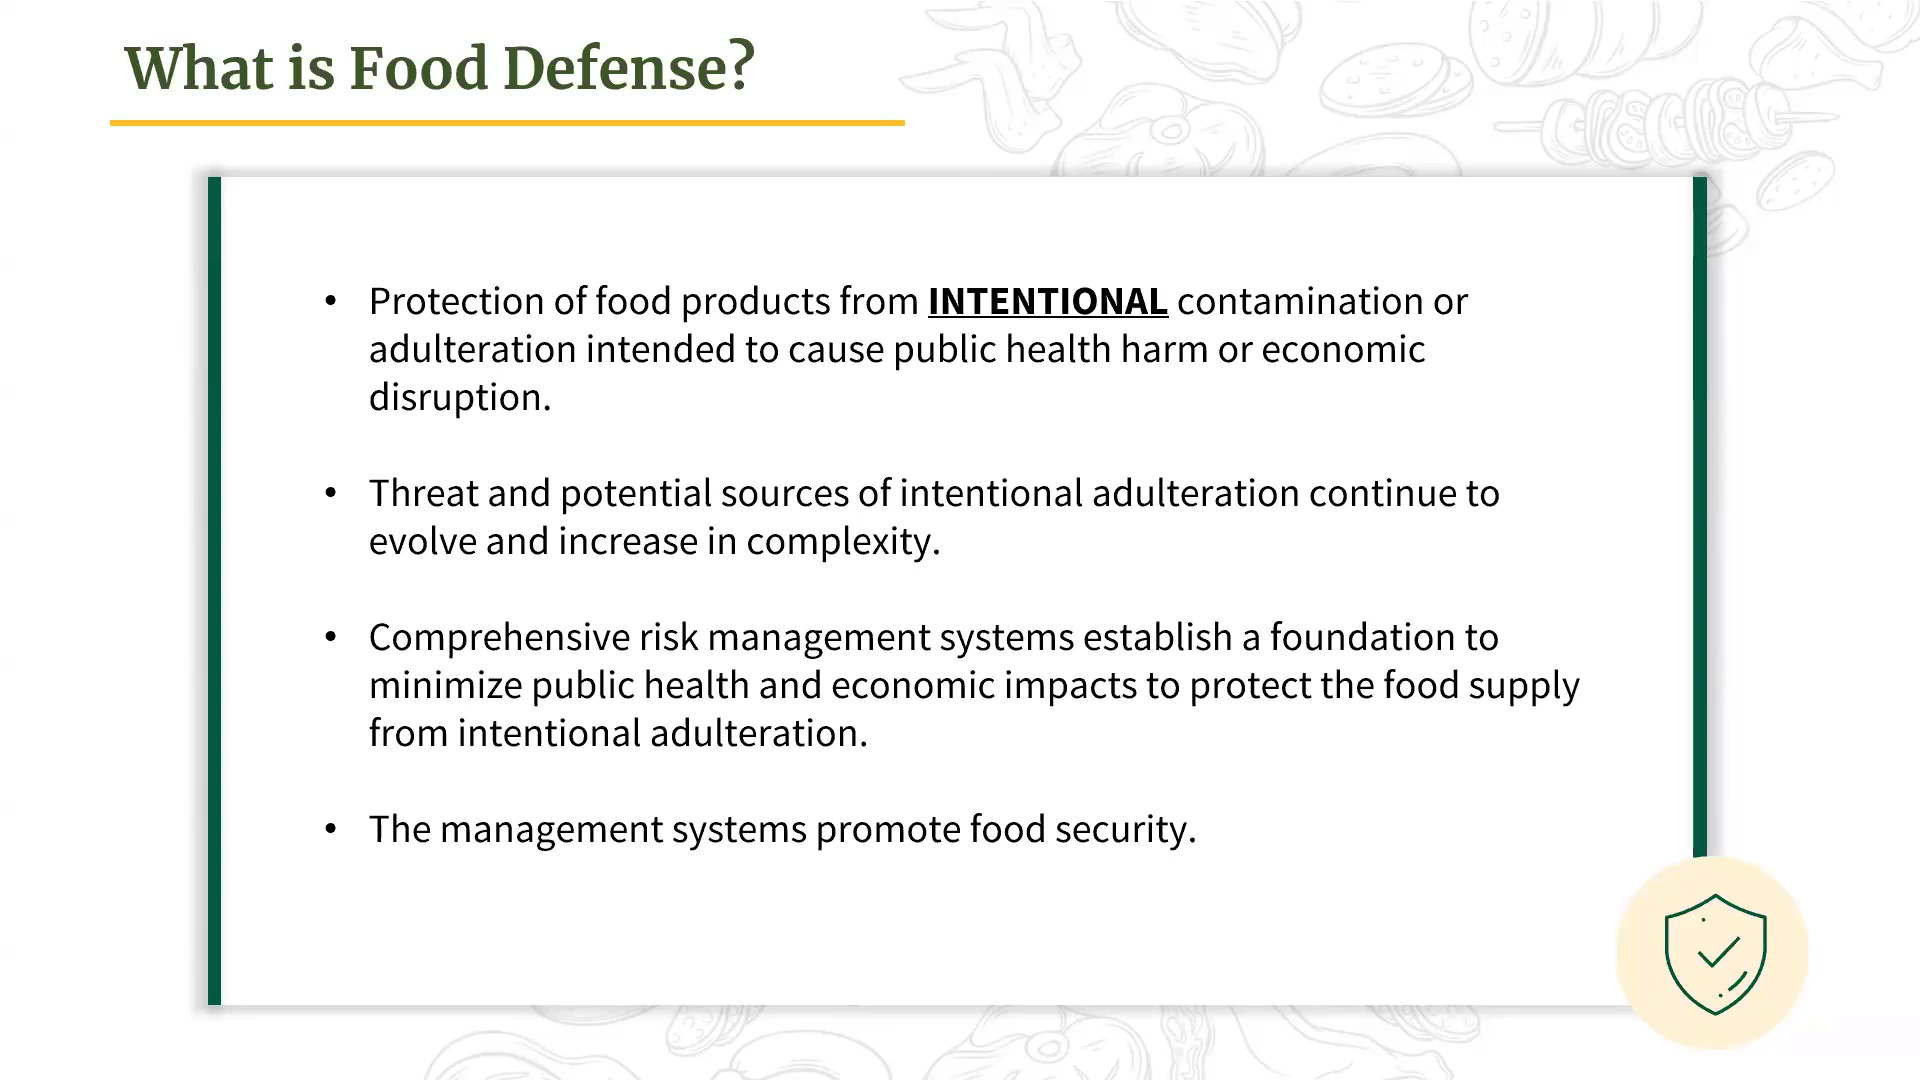 What is Food Defense?
• Protection of food products from INTENTIONAL contamination or
adulteration intended to cause public health harm or economic
disruption.
• Threat and potential sources of intentional adulteration continue to
evolve and increase in complexity.
• Comprehensive risk management systems establish a foundation to
minimize public health and economic impacts to protect the food supply
from intentional adulteration.
• The management systems promote food security.